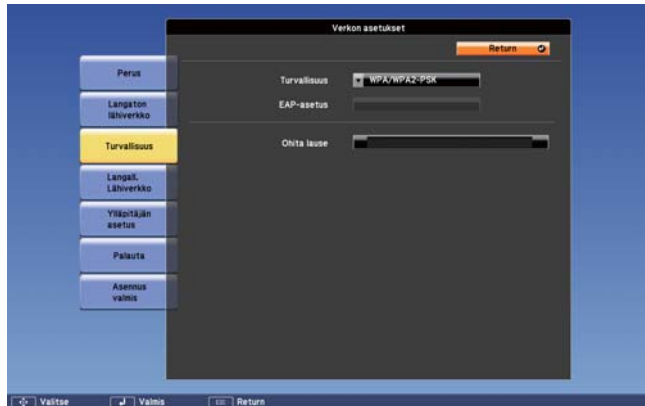 Verkon asetukset
Return
Perus
Langaton
lähiverkko
Turvallisuus
Langall.
Lähiverkko
Ylläpitäjän
asetus
Palauta
Asennus
valmis
Turvallisuus
WPA/WPA2-PSK
EAP-asetus
Ohita lause
Valitse
Valmis
Return